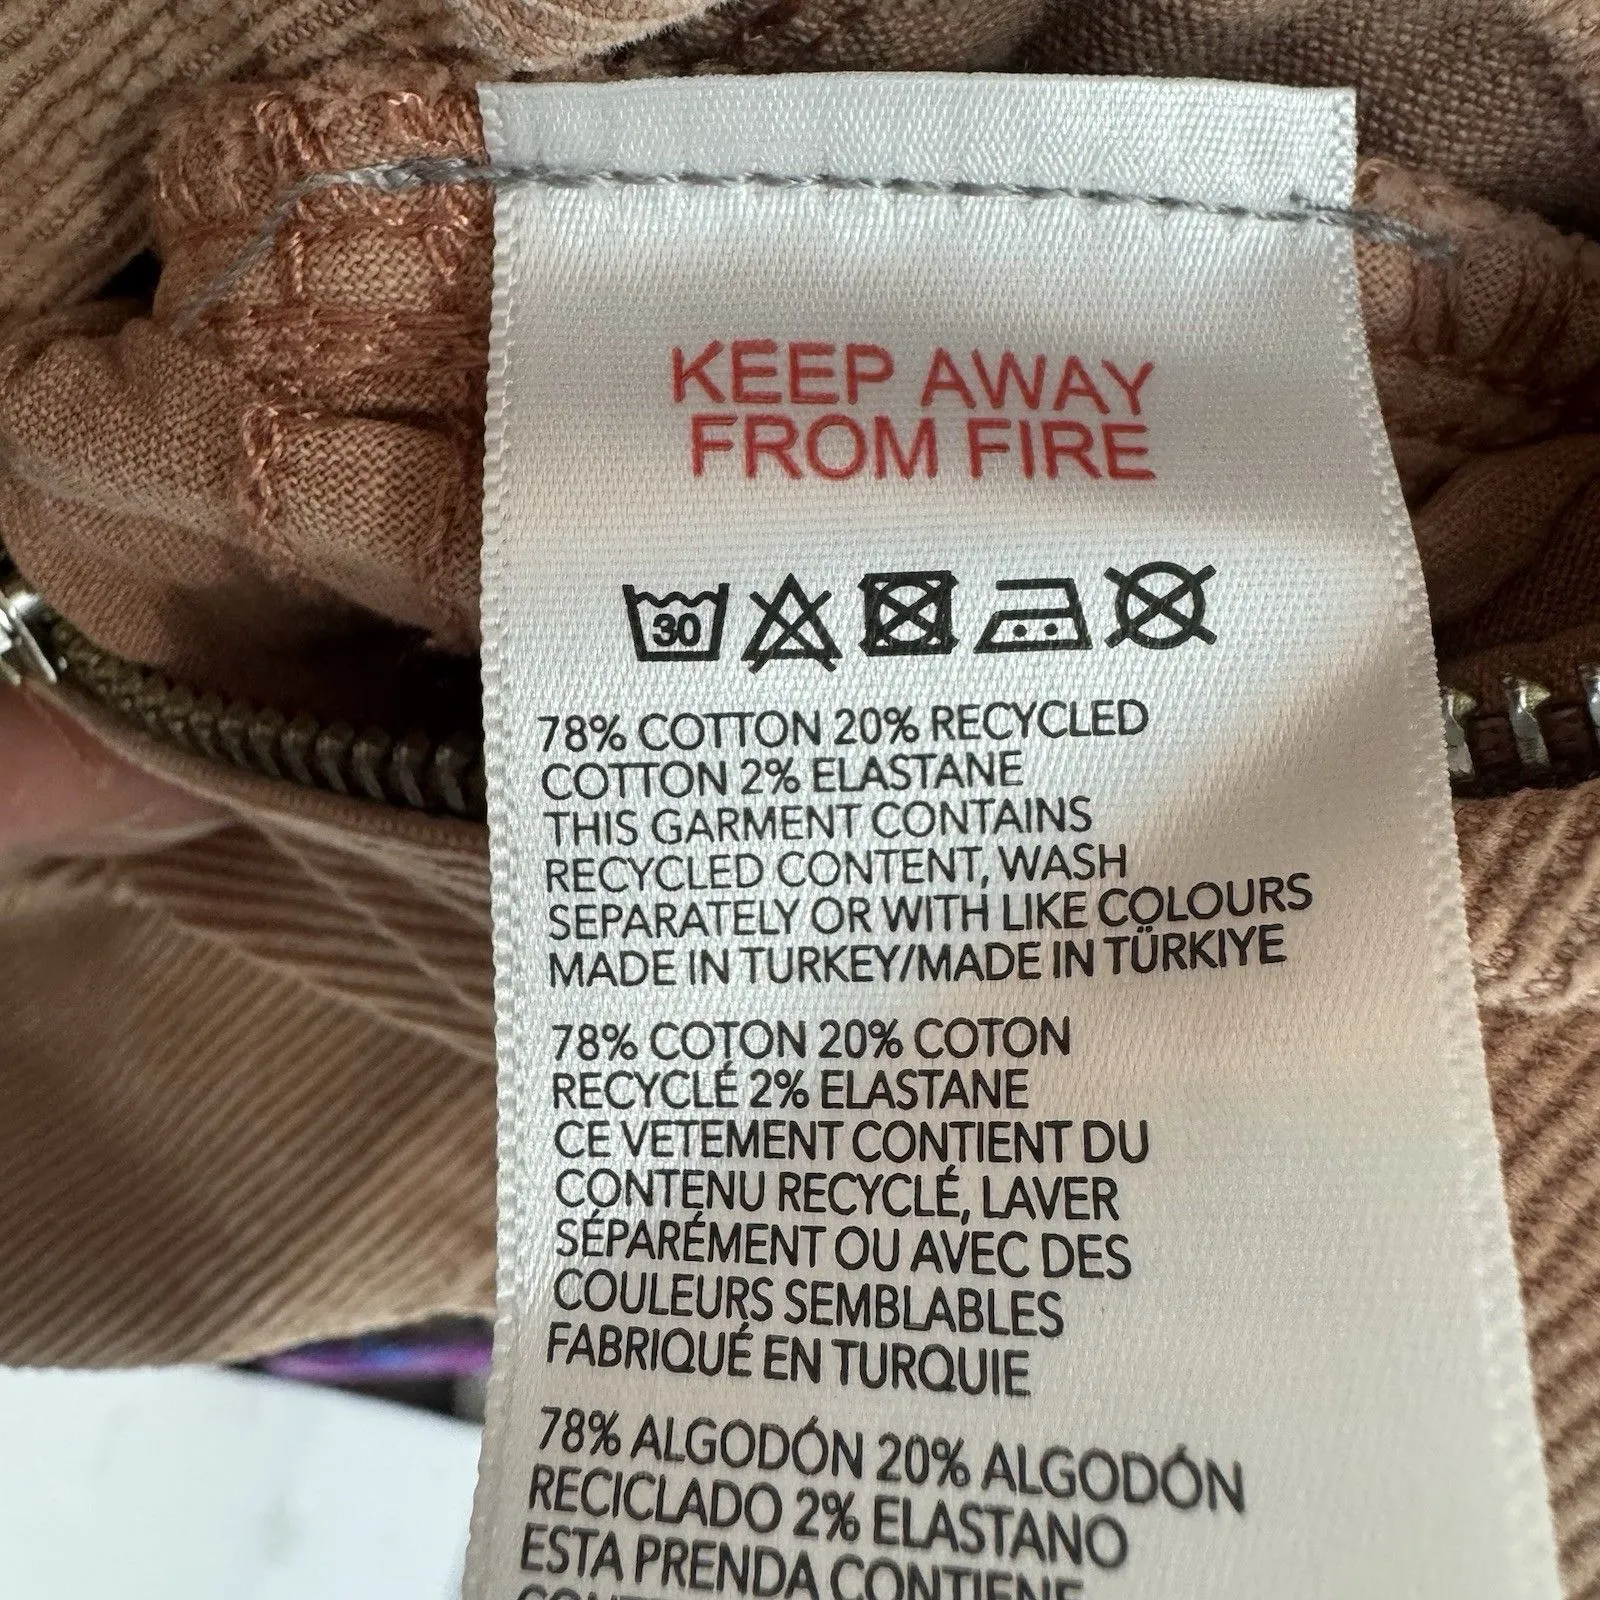 KEEP AWAY
FROM FIRE
30
78% COTTON 20% RECYCLED
COTTON 2% ELASTANE
THIS GARMENT CONTAINS
RECYCLED CONTENT, WASH
SEPARATELY OR WITH LIKE COLOURS
MADE IN TURKEY/MADE IN TÜRKIYE
78% COTON 20% COTON
RECYCLÉ 2% ELASTANE
CE VETEMENT CONTIENT DU
CONTENU RECYCLÉ, LAVER
SÉPARÉMENT OU AVEC DES
COULEURS SEMBLABLES
FABRIQUÉ EN TURQUIE
78% ALGODÓN 20% ALGODÓN
RECICLADO 2% ELASTANO
ESTA PRENDA CONTIENE